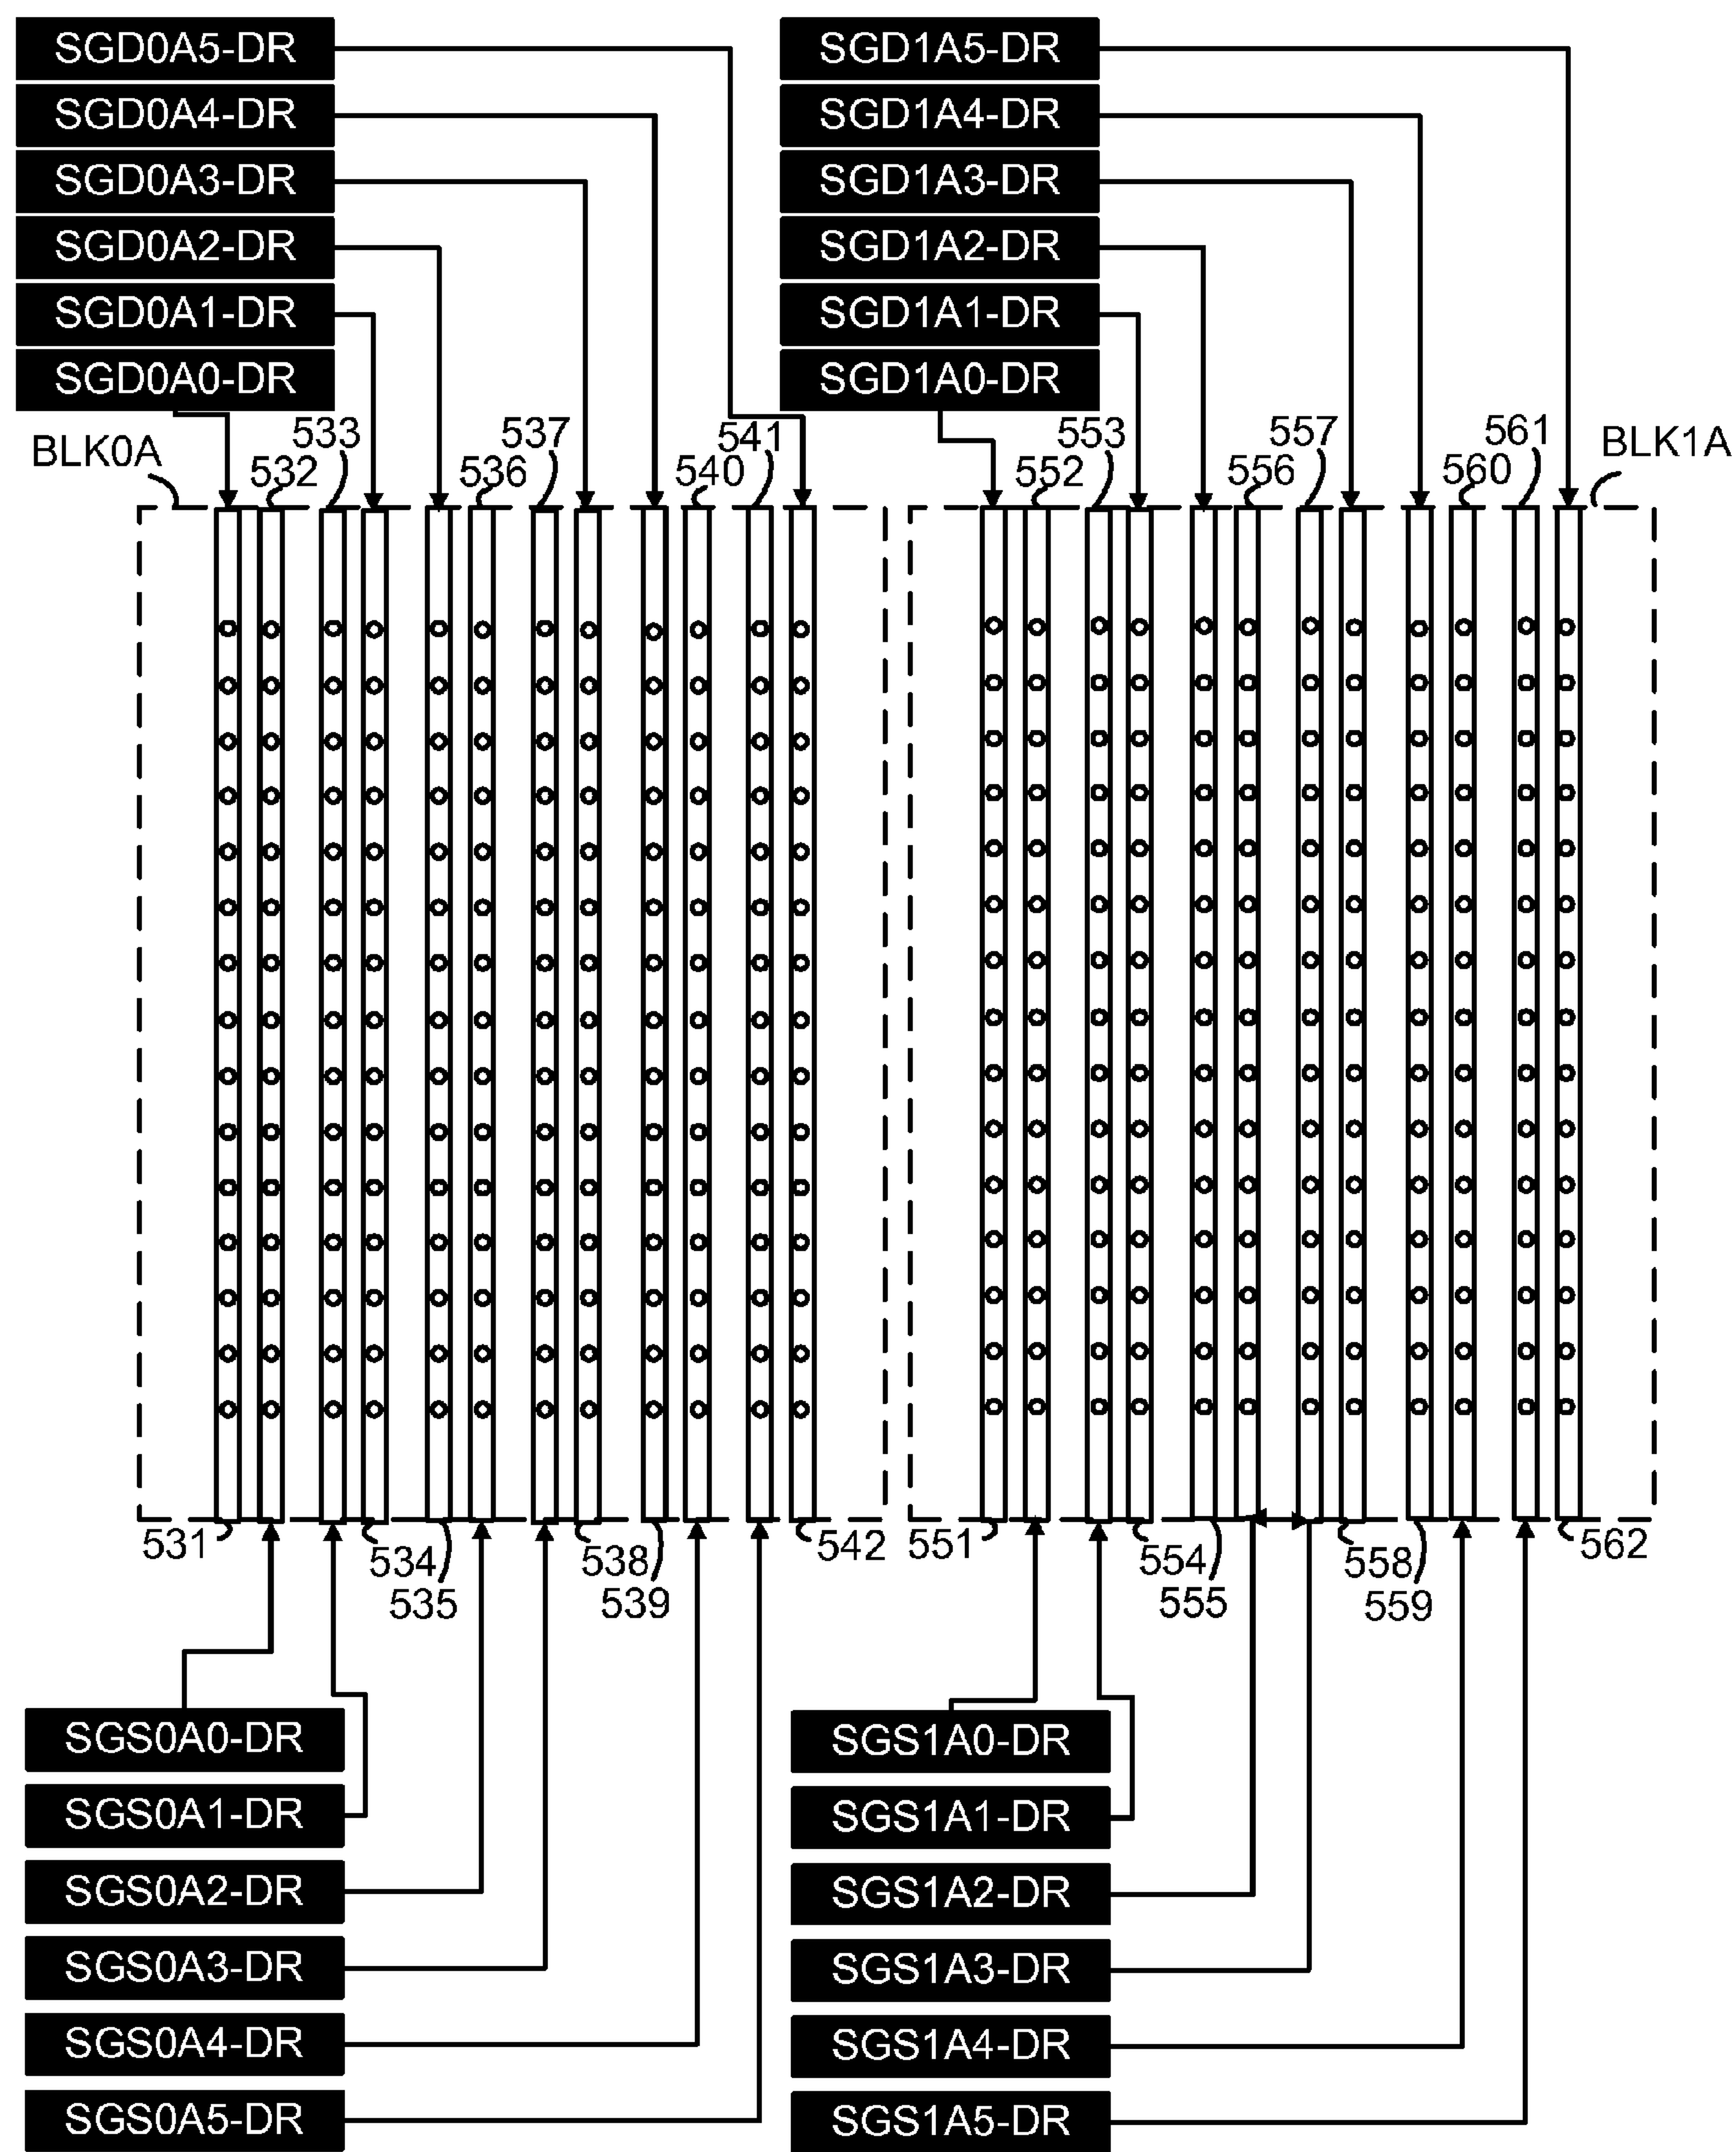 SGD0A5-DR SGD1A5-DR
SGD0A4-DR SGD1A4-DR
SGD0A3-DR SGD1A3-DR
SGD0A2-DR SGD1A2-DR
SGD0A1-DR SGD1A1-DR
SGD0A0-DR SGD1A0-DR
533 537 541 553 557 561
BLK0A 532 536 540 552 556 560 BLK1A
531 534 538 542 551 554 558 562
535 539 555 559
SGS0A0-DR SGS1A0-DR
SGS0A1-DR SGS1A1-DR
SGS0A2-DR SGS1A2-DR
SGS0A3-DR SGS1A3-DR
SGS0A4-DR SGS1A4-DR
SGS0A5-DR SGS1A5-DR